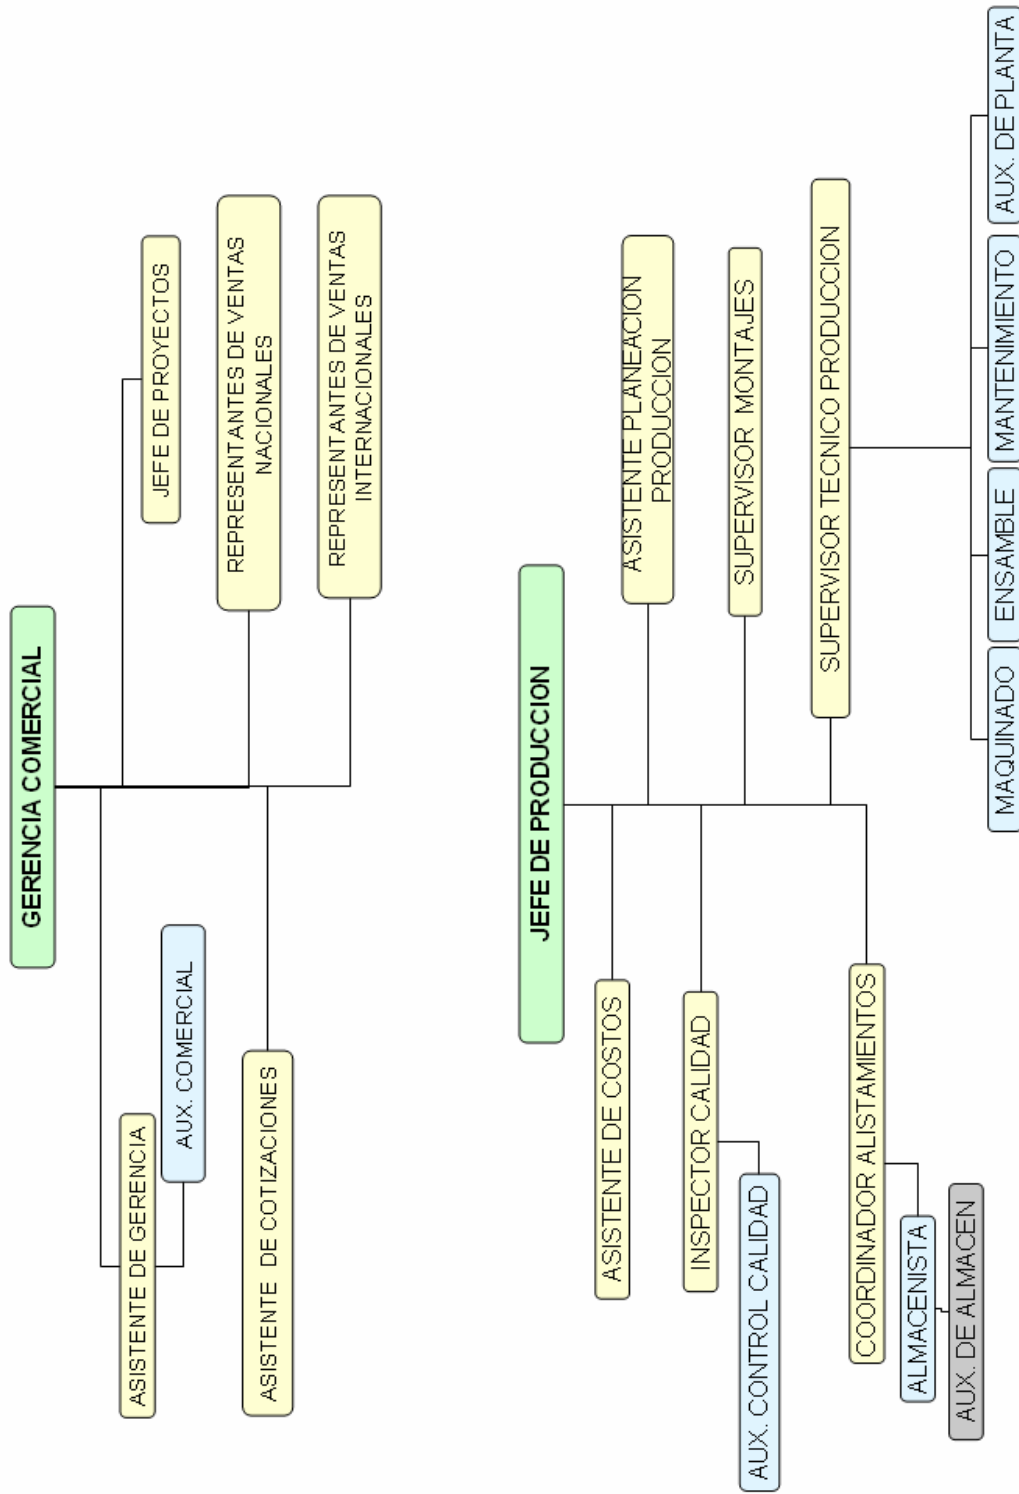 GERENCIA COMERCIAL
ASISTENTE DE GERENCIA
JEFE DE PROYECTOS
AUX. COMERCIAL
REPRESENTANTES DE VENTAS
NACIONALES
ASISTENTE DE COTIZACIONES
REPRESENTANTES DE VENTAS
INTERNACIONALES
JEFE DE PRODUCCION
ASISTENTE DE COSTOS
ASISTENTE PLANEACION
PRODUCCION
INSPECTOR CALIDAD
SUPERVISOR MONTAJES
AUX. CONTROL CALIDAD
SUPERVISOR TECNICO PRODUCCION
COORDINADOR ALISTAMIENTOS
ALMACENISTA
AUX. DE ALMACEN
MAQUINADO
ENSAMBLE
MANTENIMIENTO
AUX. DE PLANTA